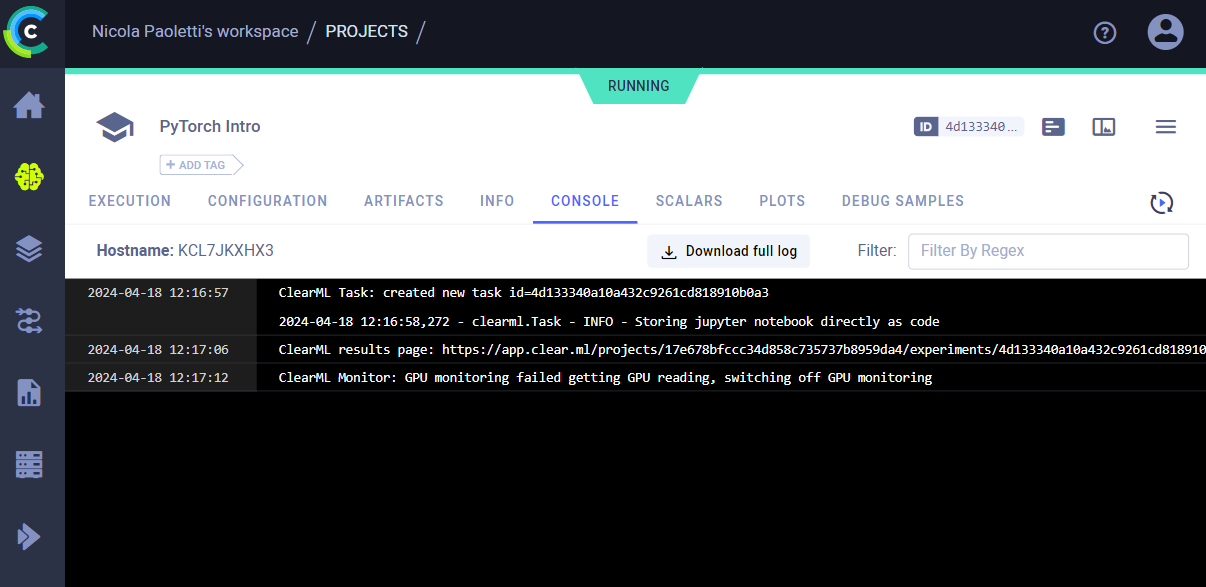 C
Nicola Paoletti's workspace / PROJECTS /
?
RUNNING
PyTorch Intro
ID 4d133340...
+ ADD TAG
EXECUTION CONFIGURATION ARTIFACTS INFO CONSOLE SCALARS PLOTS DEBUG SAMPLES
Hostname: KCL7JKXHX3
Download full log
Filter: Filter By Regex
2024-04-18 12:16:57 ClearML Task: created new task id=4d133340a10a432c9261cd818910b0a3
2024-04-18 12:16:58,272 - clearml.Task - INFO - Storing jupyter notebook directly as code
2024-04-18 12:17:06 ClearML results page: https://app.clear.ml/projects/17e678bfccc34d858c735737b8959da4/experiments/4d133340a10a432c9261cd818910
2024-04-18 12:17:12 ClearML Monitor: GPU monitoring failed getting GPU reading, switching off GPU monitoring